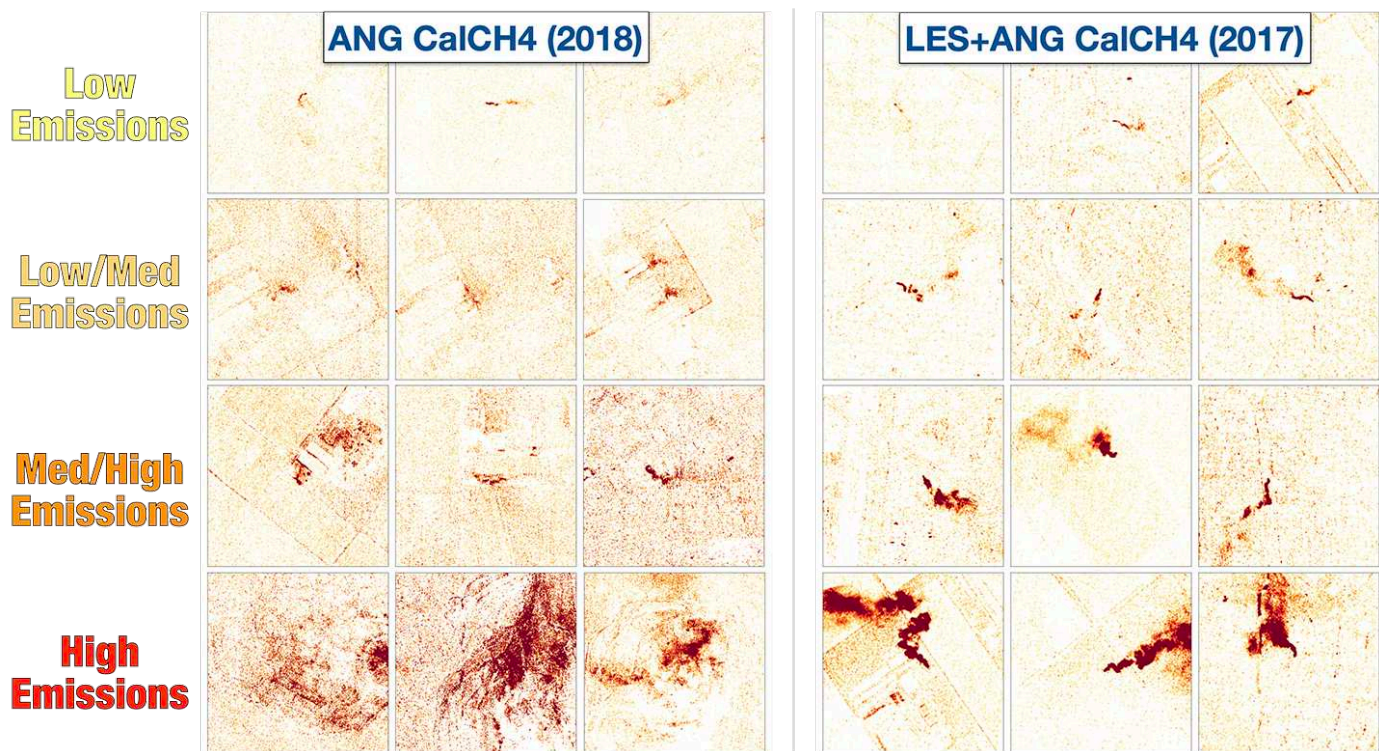 ANG CalCH4 (2018)
LES+ANG CalCH4 (2017)
Low
Emissions
Low/Med
Emissions
Med/High
Emissions
High
Emissions